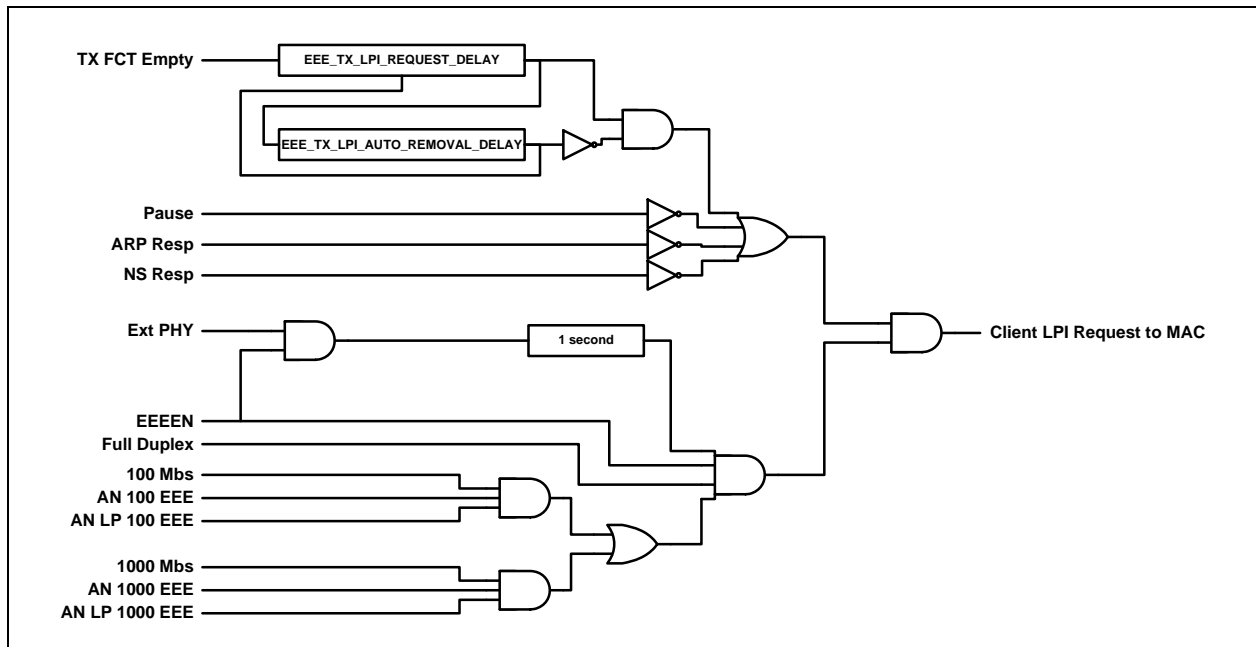 TX FCT Empty
EEE_TX_LPI_REQUEST_DELAY
EEE_TX_LPI_AUTO_REMOVAL_DELAY
Pause
ARP Resp
NS Resp
Ext PHY
1 second
Client LPI Request to MAC
EEEEN
Full Duplex
100 Mbs
AN 100 EEE
AN LP 100 EEE
1000 Mbs
AN 1000 EEE
AN LP 1000 EEE